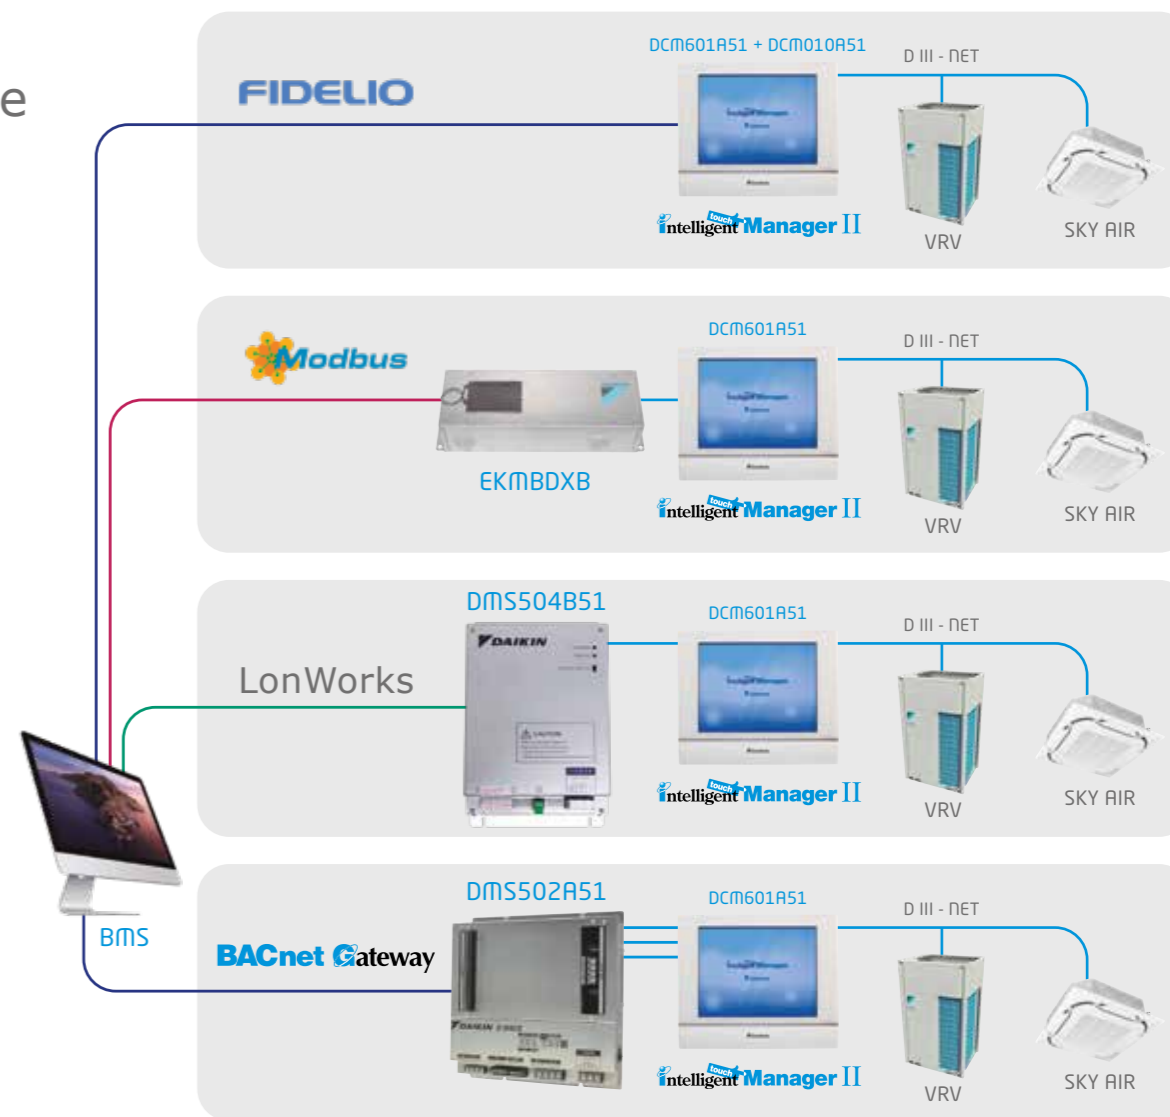 e
FIDELIO
DCM601A51 + DCM010A51
D III - NET
intelligent touch Manager II
VRV
SKY AIR
Modbus
EKMBDXB
DCM601A51
D III - NET
intelligent touch Manager II
VRV
SKY AIR
LonWorks
DMS504B51
DAIKIN
CAUTION
DCM601A51
D III - NET
intelligent touch Manager II
VRV
SKY AIR
BMS
BACnet Gateway
DMS502A51
DAIKIN
DCM601A51
D III - NET
intelligent touch Manager II
VRV
SKY AIR